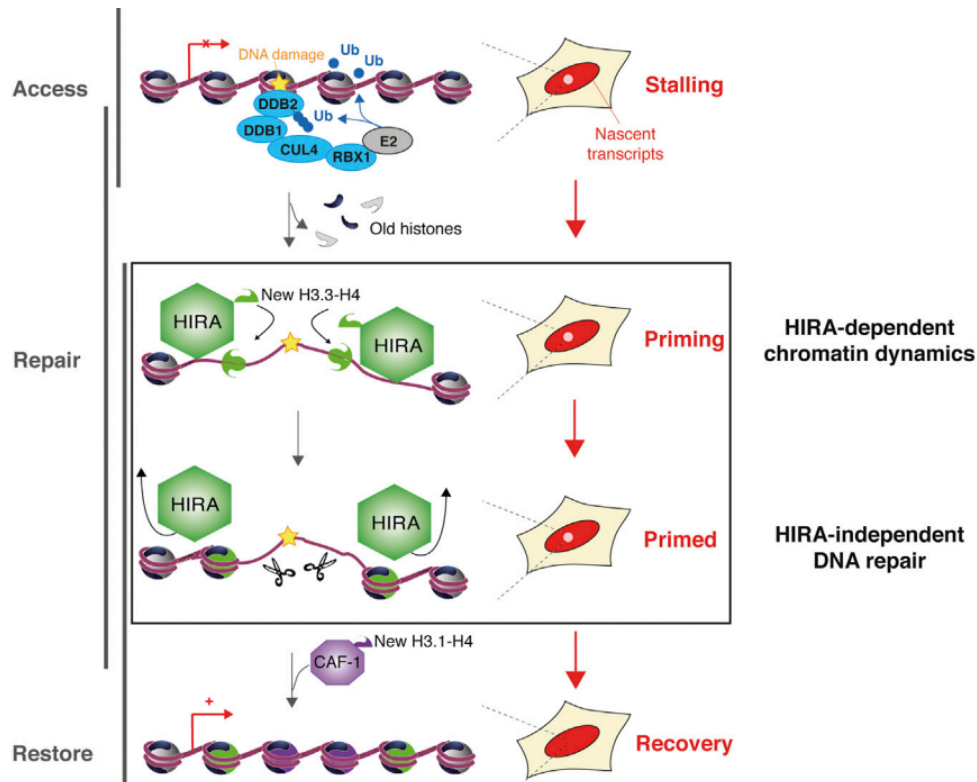 Access
x
DNA damage
Ub
Ub
DDB2
Ub
DDB1
CUL4
RBX1
E2
Stalling
Nascent
transcripts
Old histones
Repair
New H3.3-H4
HIRA
HIRA
Priming
HIRA-dependent
chromatin dynamics
HIRA
HIRA
Primed
HIRA-independent
DNA repair
New H3.1-H4
CAF-1
Restore
+
Recovery